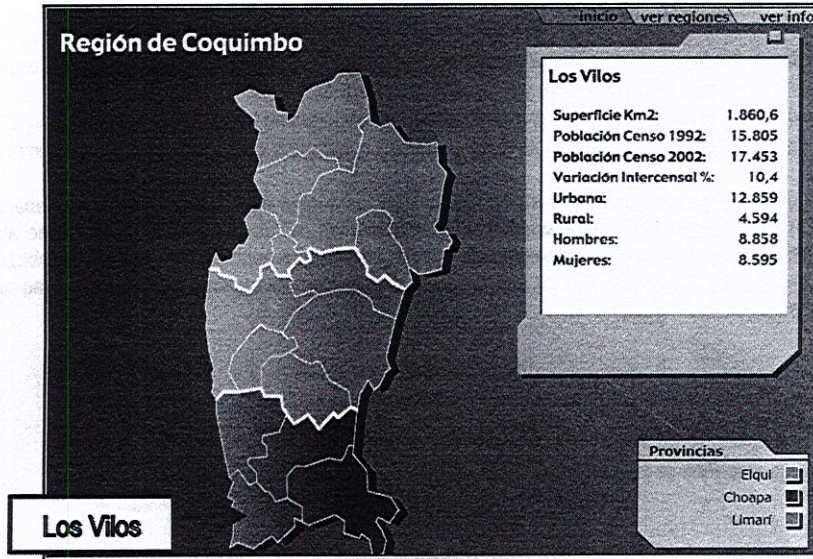 inicio ver regiones ver info
Región de Coquimbo
Los Vilos
Superficie Km2: 1.860,6
Población Censo 1992: 15.805
Población Censo 2002: 17.453
Variación Intercensal %: 10,4
Urbana: 12.859
Rural: 4.594
Hombres: 8.858
Mujeres: 8.595
Provincias
Elqui
Choapa
Limarí
Los Vilos